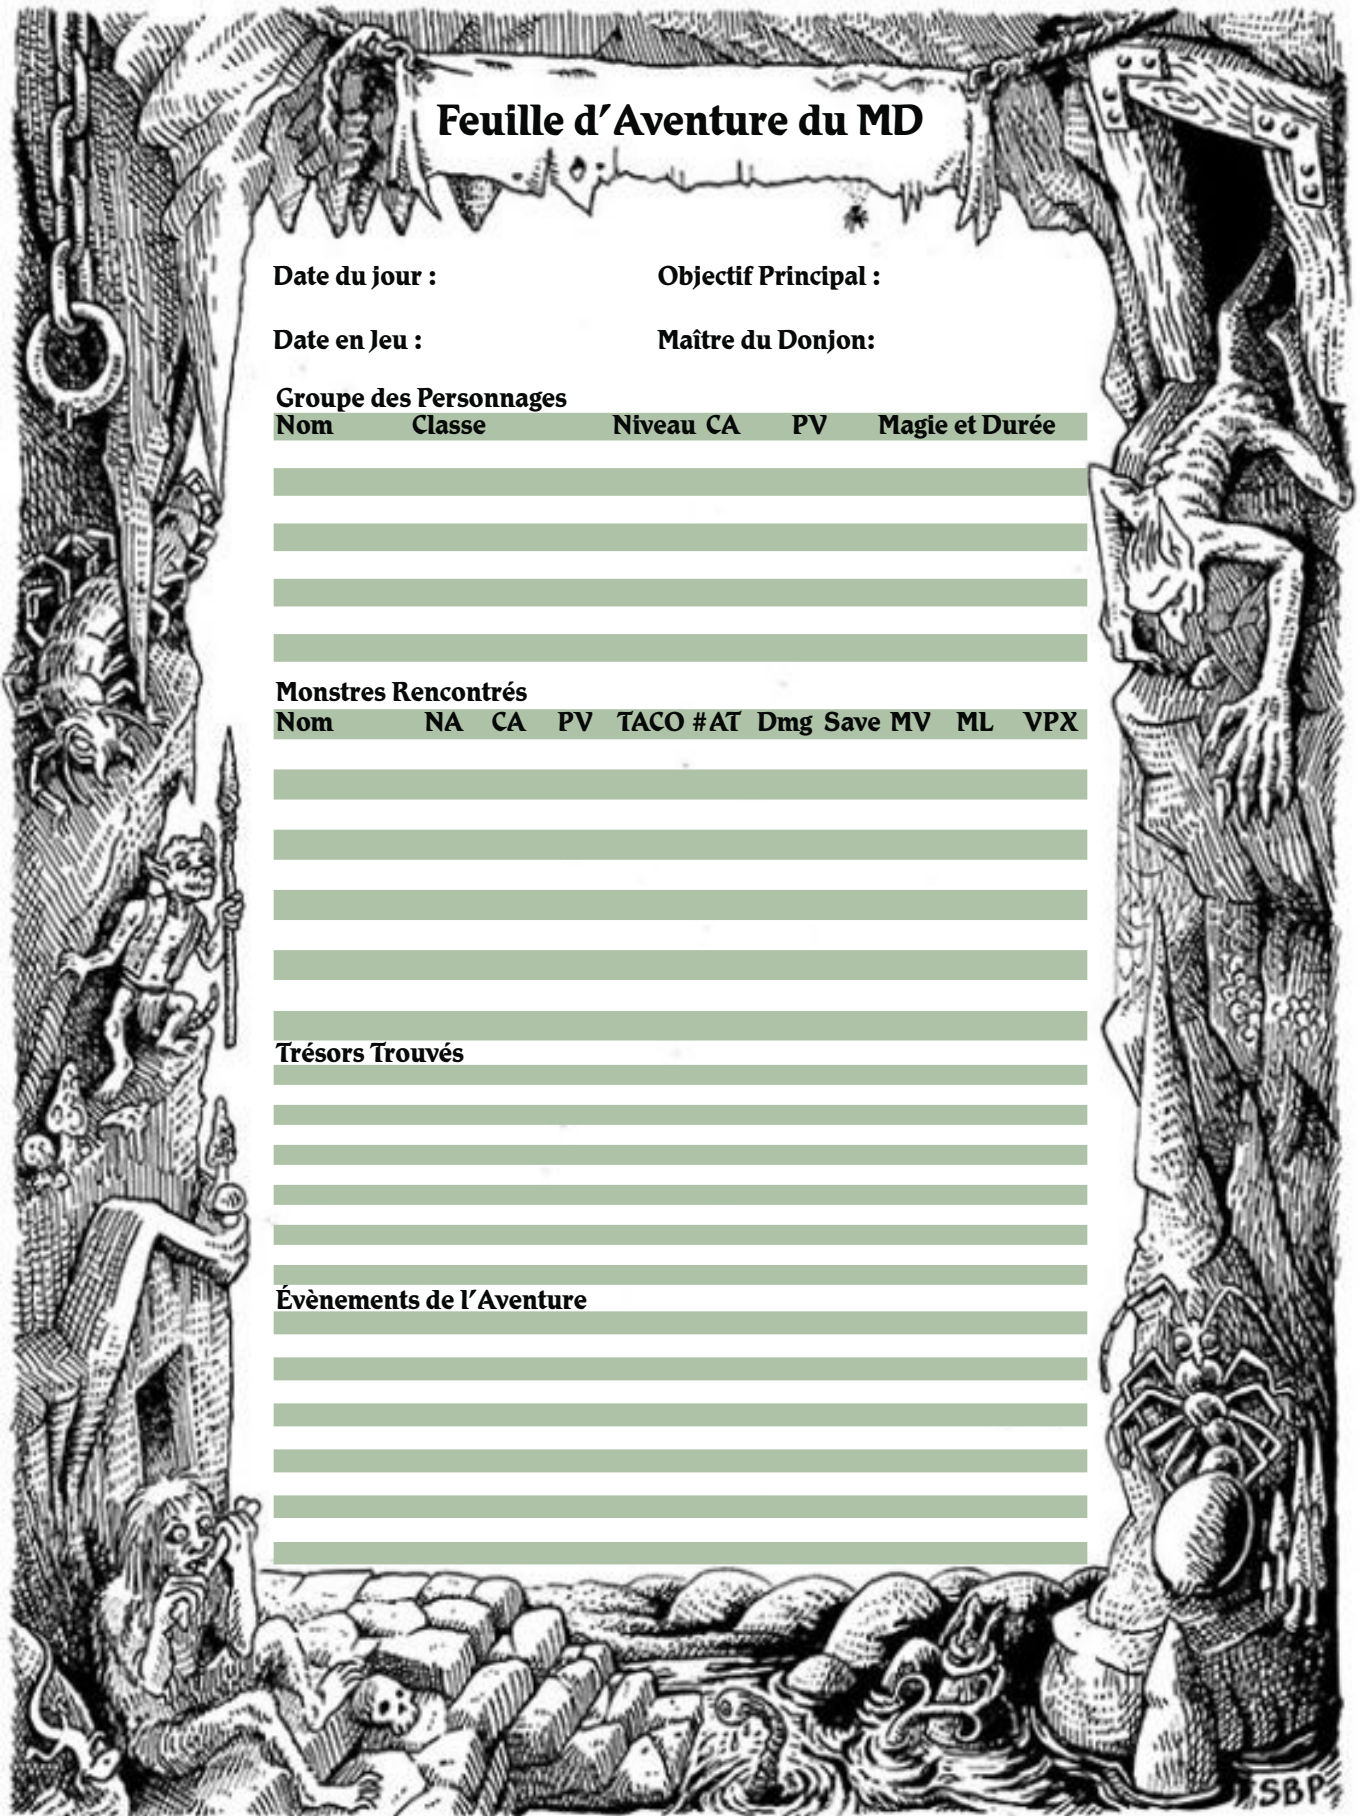 Feuille d'Aventure du MD
Date du jour : Objectif Principal :
Date en Jeu : Maître du Donjon:
Groupe des Personnages
Nom Classe Niveau CA PV Magie et Durée
Monstres Rencontrés
Nom NA CA PV TACO #AT Dmg Save MV ML VPX
Trésors Trouvés
Évènements de l'Aventure
SBP